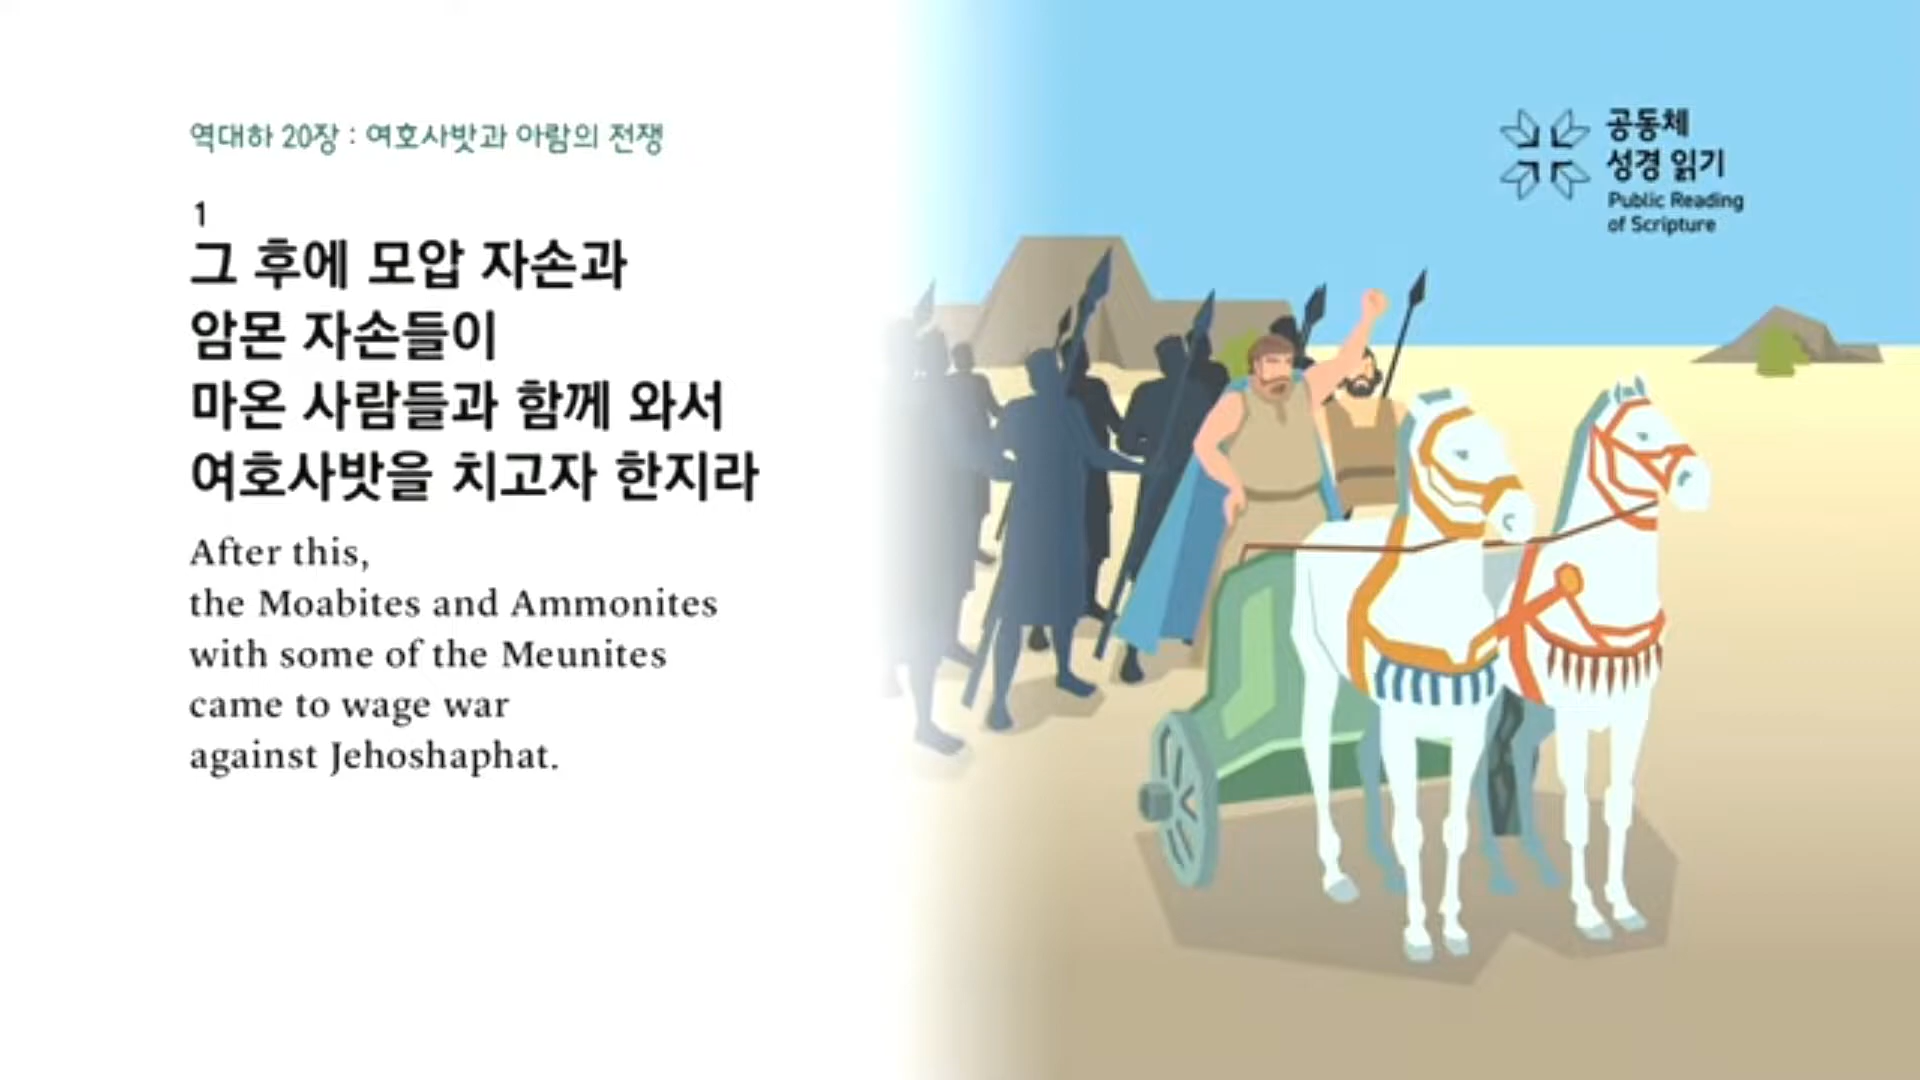 역대하 20장 : 여호사밧과 아람의 전쟁
1
그 후에 모압 자손과
암몬 자손들이
마온 사람들과 함께 와서
여호사밧을 치고자 한지라
After this,
the Moabites and Ammonites
with some of the Meunites
came to wage war
against Jehoshaphat.
공동체
성경 읽기
Public Reading
of Scripture